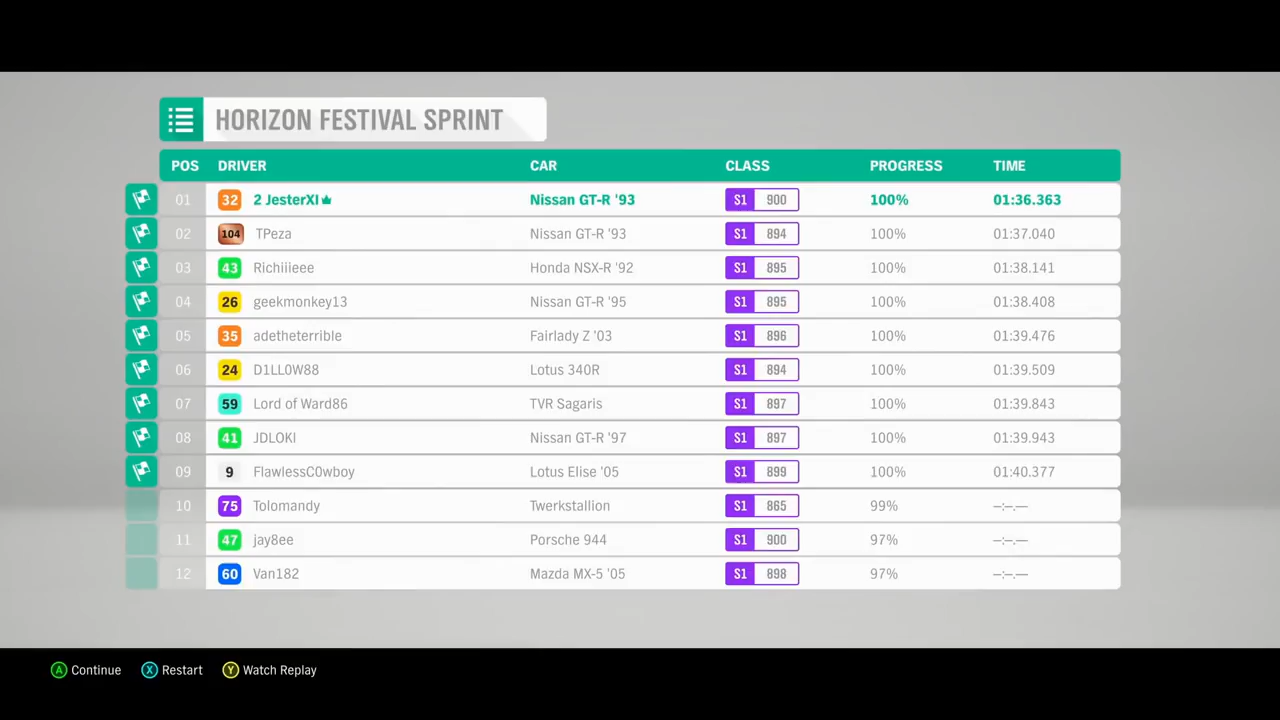 HORIZON FESTIVAL SPRINT
POS DRIVER CAR CLASS PROGRESS TIME
01 32 2 JesterXI Nissan GT-R '93 S1 900 100% 01:36.363
02 104 TPeza Nissan GT-R '93 S1 894 100% 01:37.040
03 43 Richiiieee Honda NSX-R '92 S1 895 100% 01:38.141
04 26 geekmonkey13 Nissan GT-R '95 S1 895 100% 01:38.408
05 35 adetheterrible Fairlady Z '03 S1 896 100% 01:39.476
06 24 D1LL0W88 Lotus 340R S1 894 100% 01:39.509
07 59 Lord of Ward86 TVR Sagaris S1 897 100% 01:39.843
08 41 JDLOKI Nissan GT-R '97 S1 897 100% 01:39.943
09 9 FlawlessC0wboy Lotus Elise '05 S1 899 100% 01:40.377
10 75 Tolomandy Twerkstallion S1 865 99% –:–.––
11 47 jay8ee Porsche 944 S1 900 97% –:–.––
12 60 Van182 Mazda MX-5 '05 S1 898 97% –:–.––
A Continue X Restart Y Watch Replay